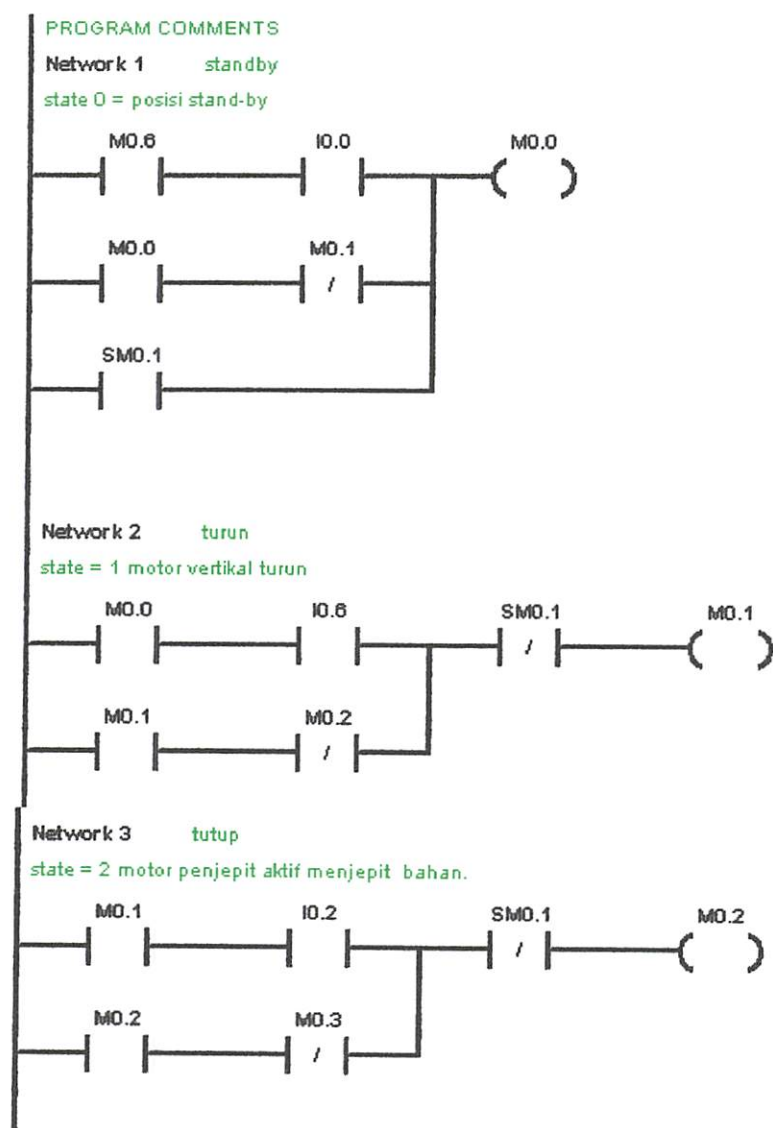 PROGRAM COMMENTS
Network 1 standby
state 0 = posisi stand-by
M0.6 I0.0 M0.0
M0.0 M0.1
/
SM0.1
Network 2 turun
state = 1 motor vertikal turun
M0.0 I0.6 SM0.1 M0.1
/
M0.1 M0.2
/
Network 3 tutup
state = 2 motor penjepit aktif menjepit bahan.
M0.1 I0.2 SM0.1 M0.2
/
M0.2 M0.3
/